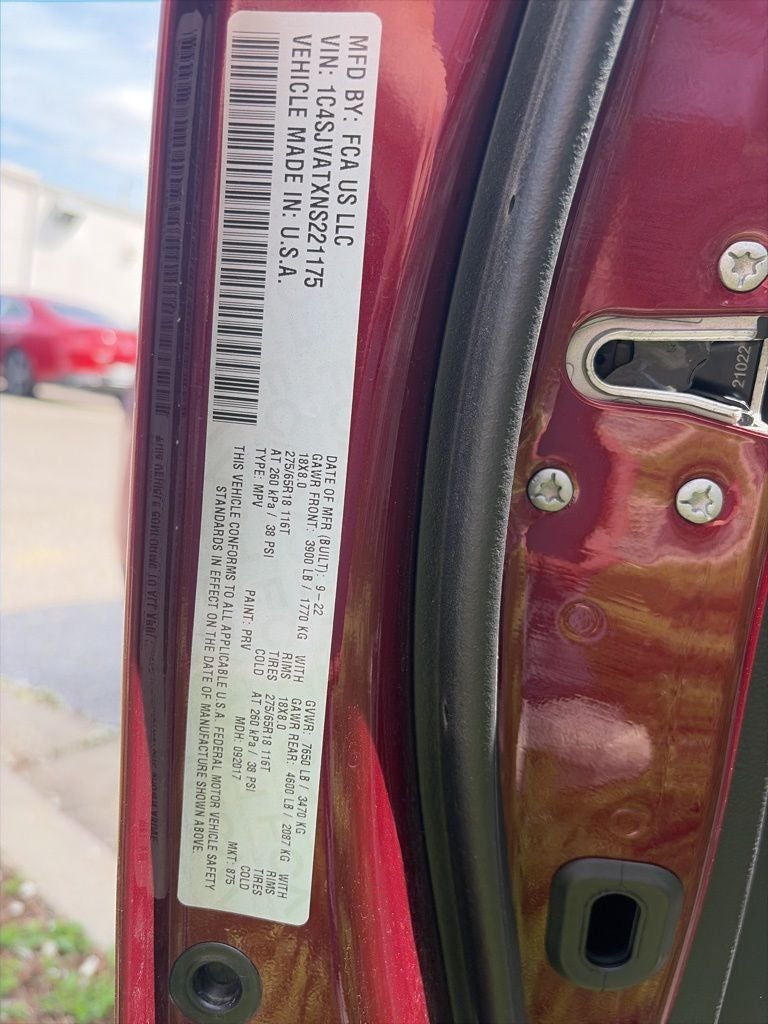 MFD BY: FCA US LLC
VIN: 1C4SJVATXNS221175
VEHICLE MADE IN: U.S.A.
DATE OF MFR (BUILT): 9-22 GVWR: 7650 LB / 3470 KG
GAWR FRONT: 3900 LB / 1770 KG WITH GAWR REAR: 4600 LB / 2087 KG WITH
18X8.0 RIMS 18X8.0 RIMS
275/65R18 116T TIRES 275/65R18 116T TIRES
AT 260 kPa / 38 PSI COLD AT 260 kPa / 38 PSI COLD
TYPE: MPV PAINT: PRV MDH: 092017 MKT: 875
THIS VEHICLE CONFORMS TO ALL APPLICABLE U.S.A. FEDERAL MOTOR VEHICLE SAFETY
STANDARDS IN EFFECT ON THE DATE OF MANUFACTURE SHOWN ABOVE.
21022